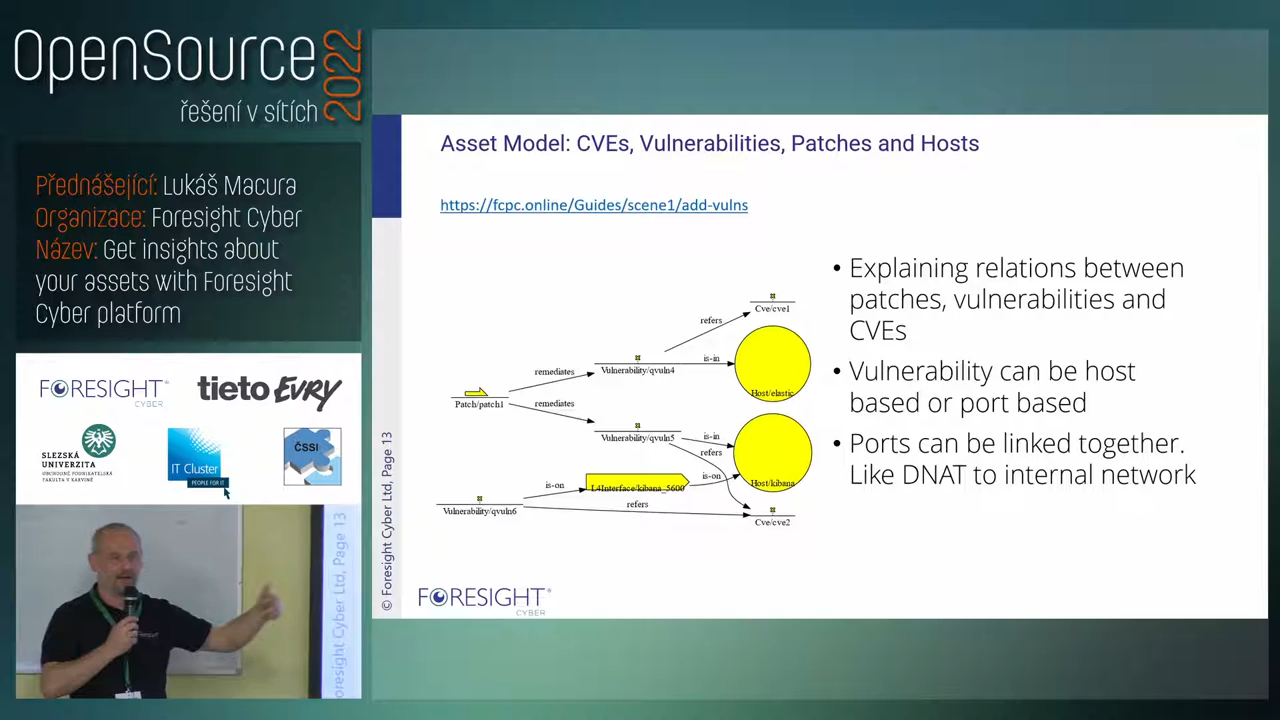 OpenSource
2022
řešení v sítích
Přednášející: Lukáš Macura
Organizace: Foresight Cyber
Název: Get insights about
your assets with Foresight
Cyber platform
FORESIGHT®
CYBER
tieto EVRY
SLEZSKÁ
UNIVERZITA
OBCHODNĚ PODNIKATELSKÁ
FAKULTA V KARVINÉ
IT Cluster
PEOPLE FOR IT
ČSSI
Foresight Cyber Ltd, Page 13
Asset Model: CVEs, Vulnerabilities, Patches and Hosts
https://fcpc.online/Guides/scene1/add-vulns
Cve/cve1
refers
Vulnerability/qvuln4
is-in
Host/elastic
remediates
Patch/patch1
remediates
Vulnerability/qvuln5
is-in
refers
Host/kibana
is-on
L4Interface/kibana_5600
is-on
Vulnerability/qvuln6
refers
Cve/cve2
• Explaining relations between
patches, vulnerabilities and
CVEs
• Vulnerability can be host
based or port based
• Ports can be linked together.
Like DNAT to internal network
© Foresight Cyber Ltd, Page 13
FORESIGHT®
CYBER